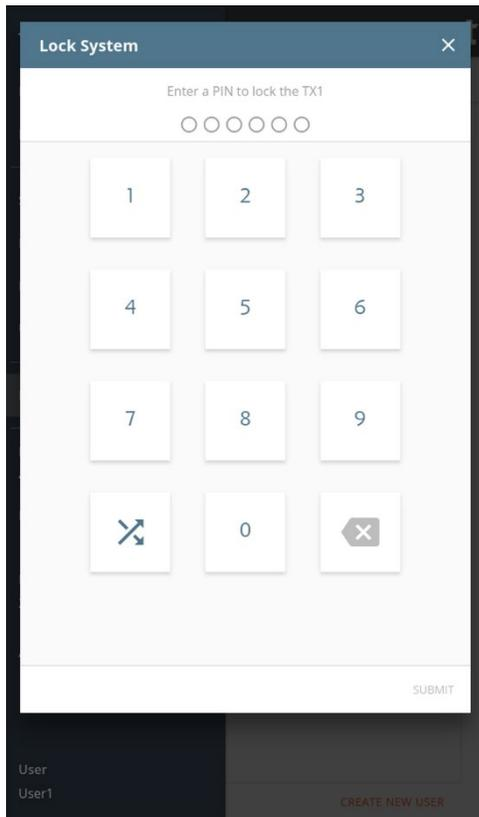 Lock System
Enter a PIN to lock the TX1
1 2 3
4 5 6
7 8 9
0
SUBMIT
User
User1
CREATE NEW USER